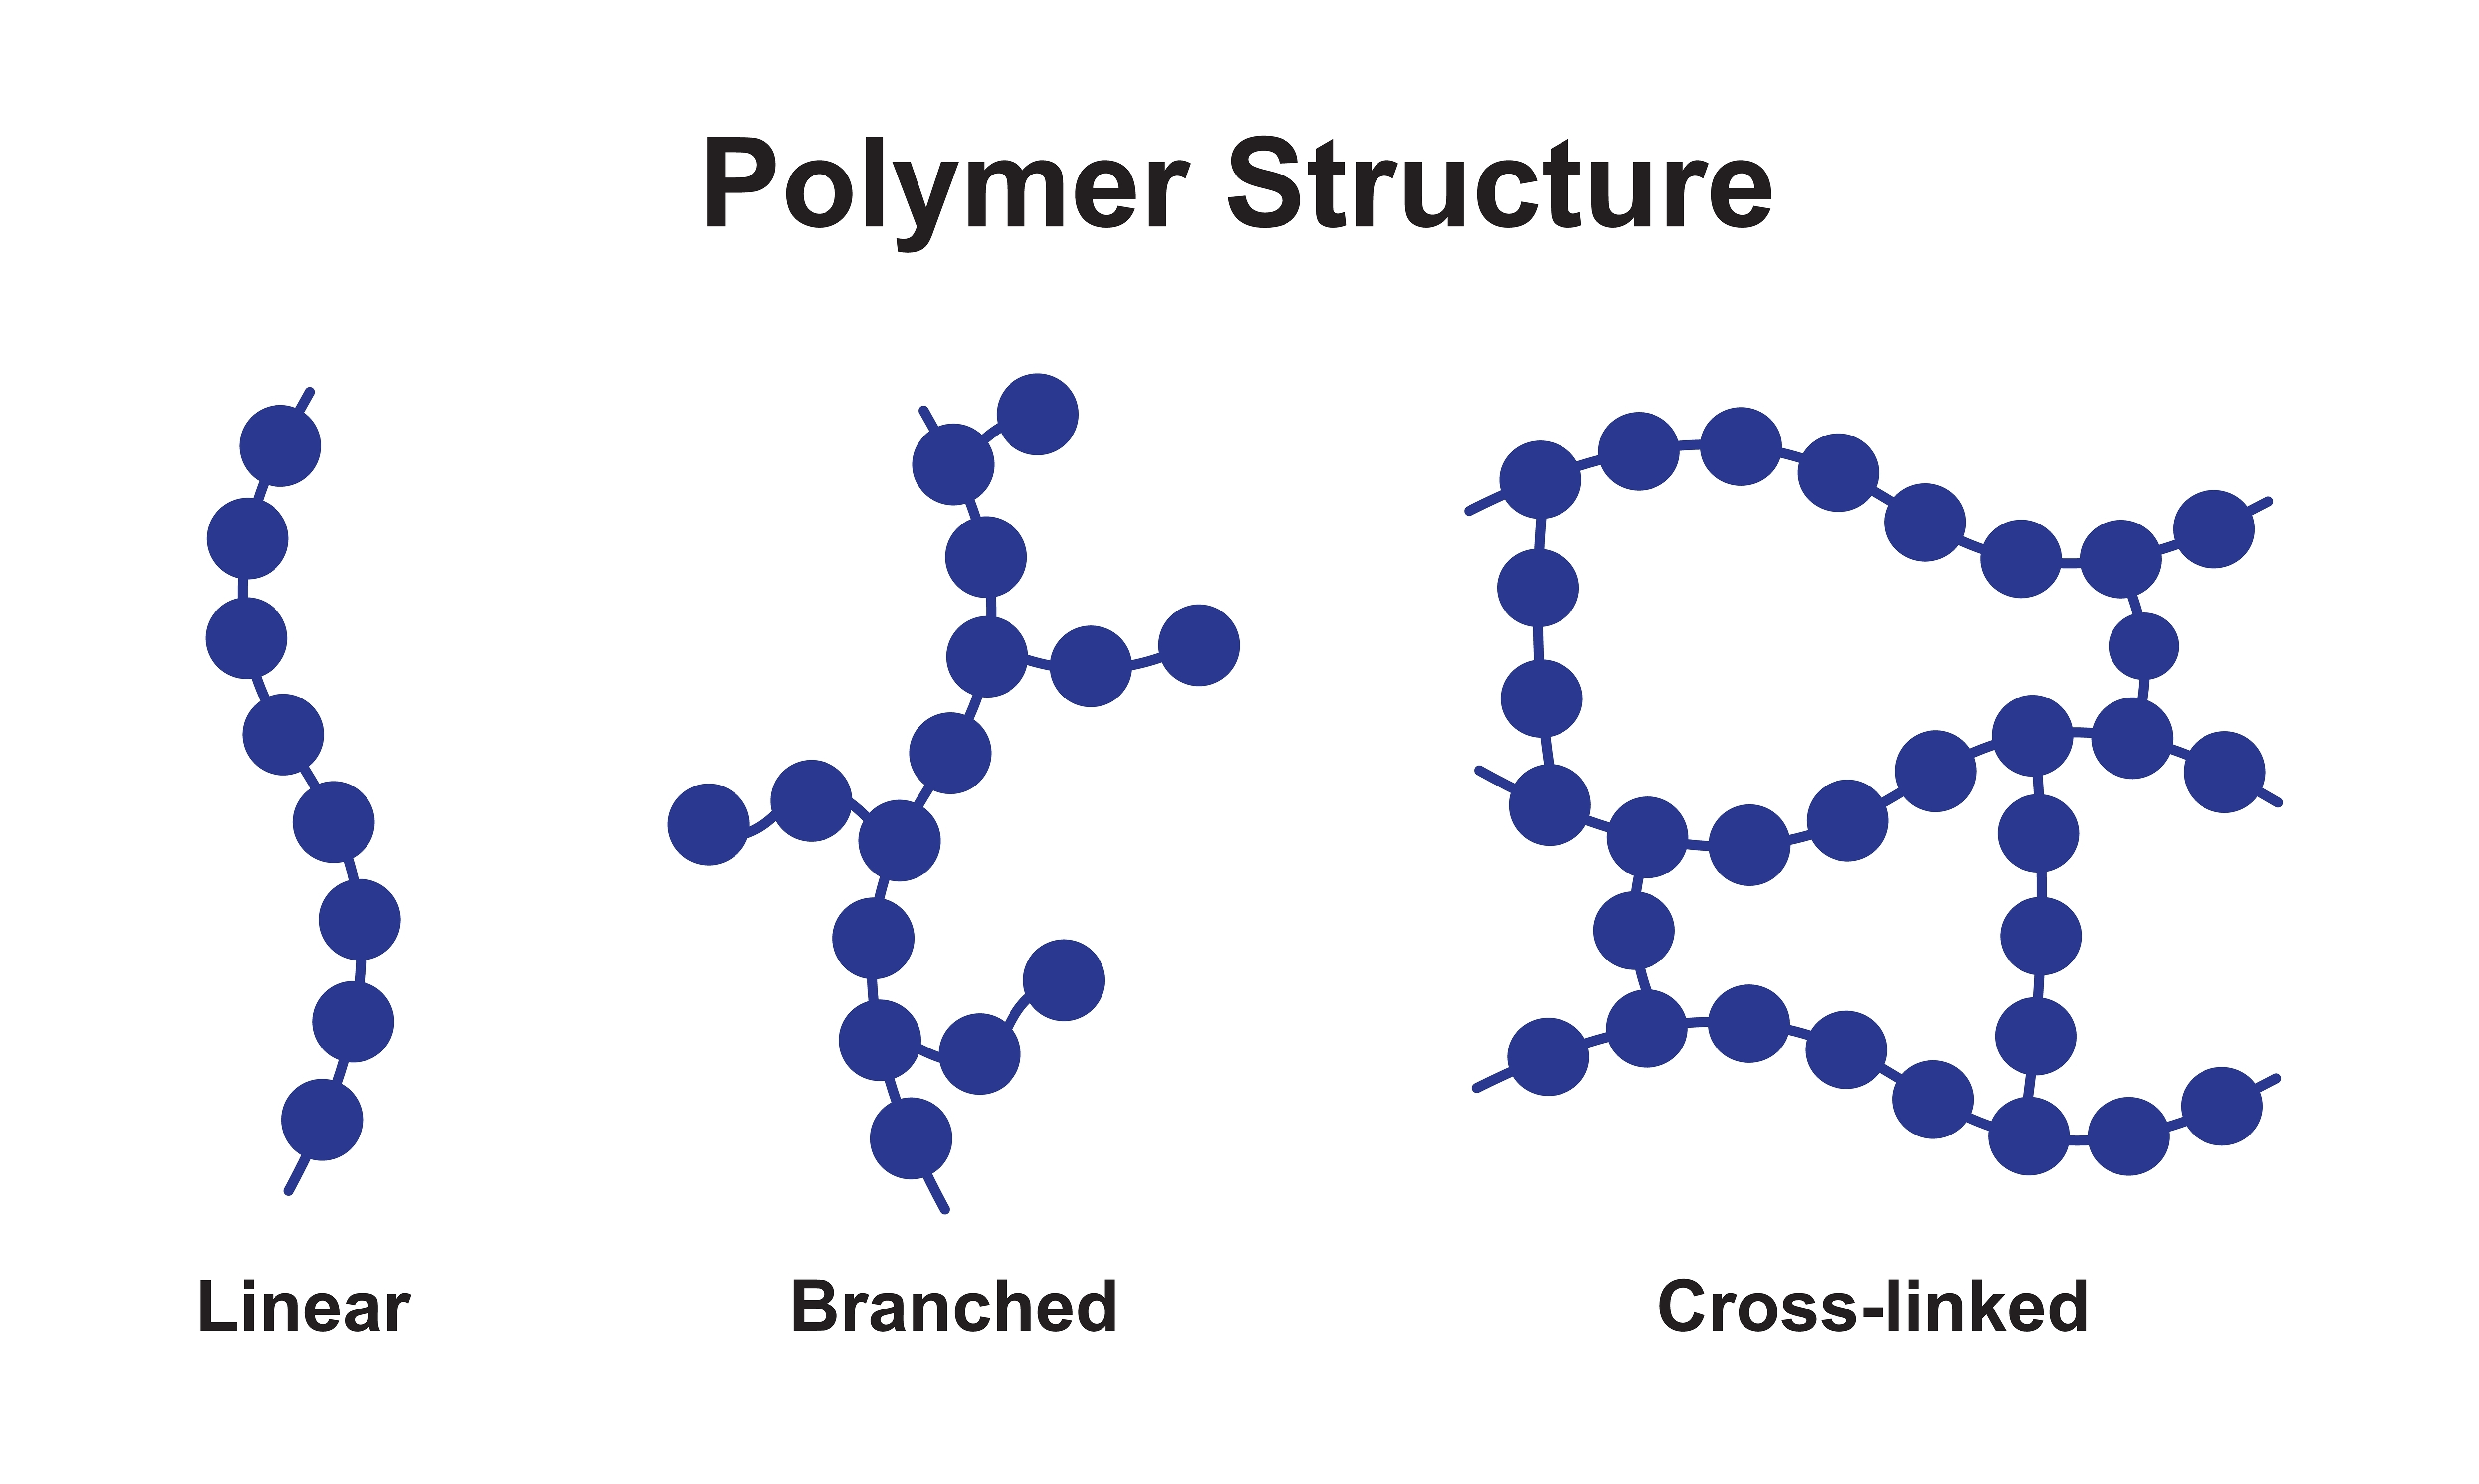 Polymer Structure
Linear
Branched
Cross-linked